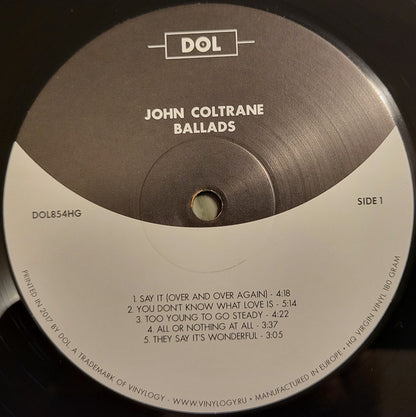 DOL
JOHN COLTRANE
BALLADS
DOL854HG
SIDE 1
1. SAY IT (OVER AND OVER AGAIN) - 4:18
2. YOU DON'T KNOW WHAT LOVE IS - 5:14
3. TOO YOUNG TO GO STEADY - 4:22
4. ALL OR NOTHING AT ALL - 3:37
5. THEY SAY IT'S WONDERFUL - 3:05
PRINTED IN 2017 BY DOL, A TRADEMARK OF VINYLOGY - WWW.VINYLOGY.RU • MANUFACTURED IN EUROPE • HQ VIRGIN VINYL 180 GRAM